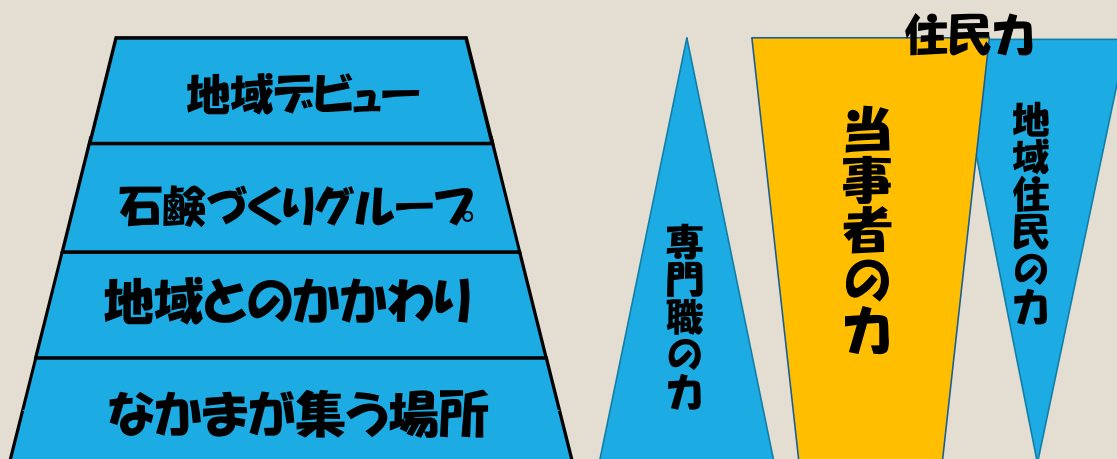 住民力
地域デビュー
石鹸づくりグループ
地域とのかかわり
なかまが集う場所
専門職の力
当事者の力
地域住民の力